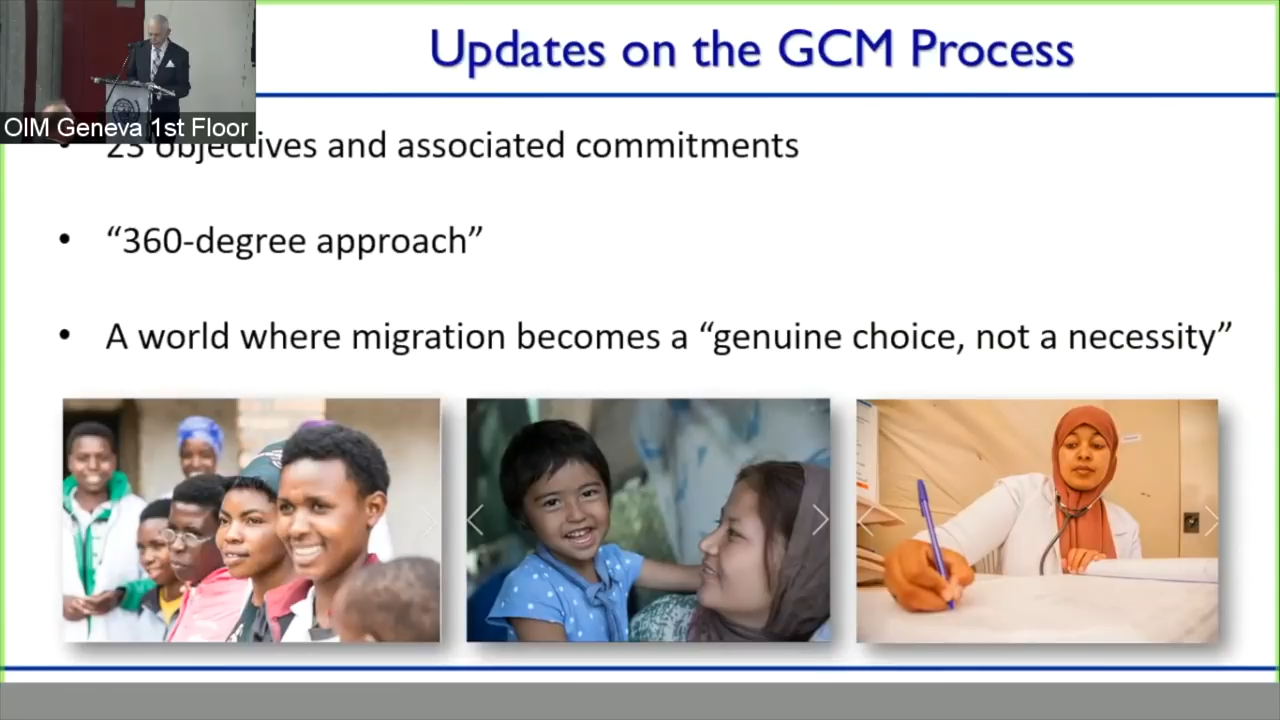 Updates on the GCM Process
OIM Geneva 1st Floor
• 23 objectives and associated commitments
• “360-degree approach”
• A world where migration becomes a “genuine choice, not a necessity”